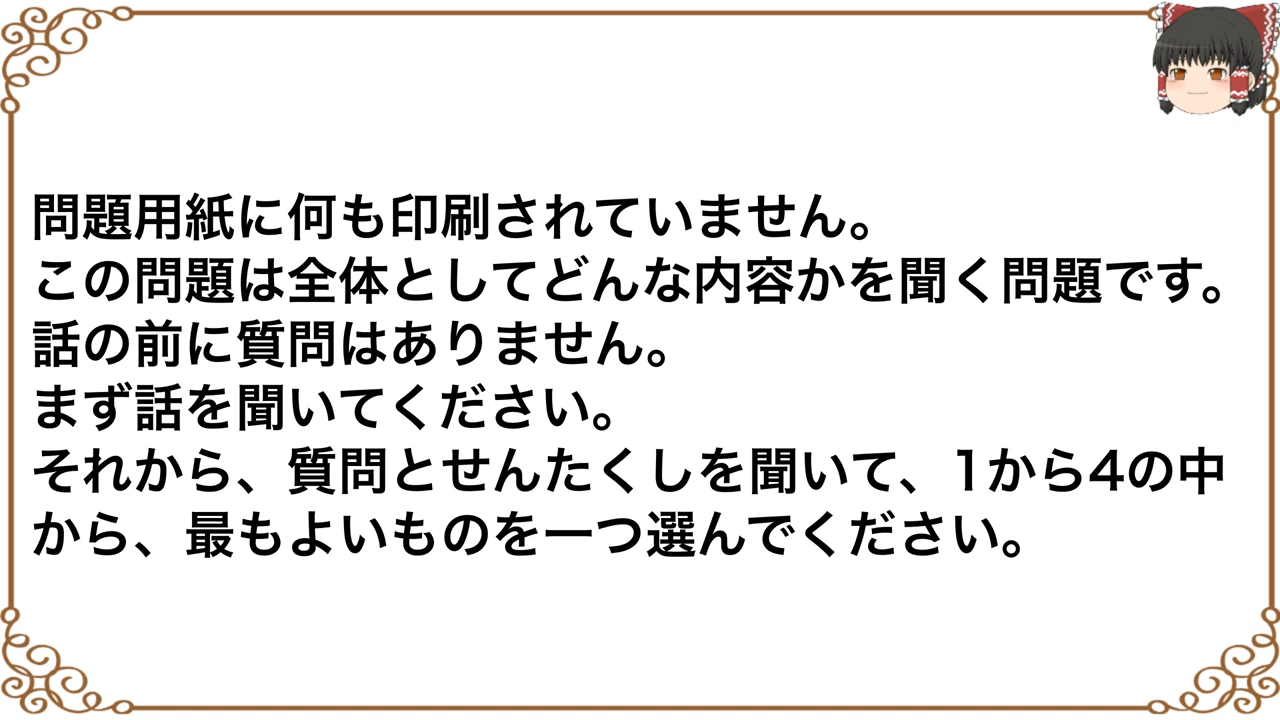 問題用紙に何も印刷されていません。
この問題は全体としてどんな内容かを聞く問題です。
話の前に質問はありません。
まず話を聞いてください。
それから、質問とせんたくしを聞いて、1から4の中
から、最もよいものを一つ選んでください。